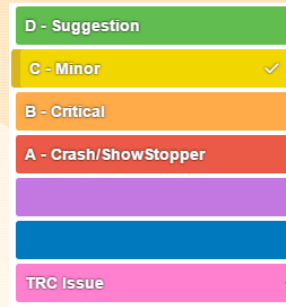 D - Suggestion
C - Minor
B - Critical
A - Crash/ShowStopper
TRC Issue